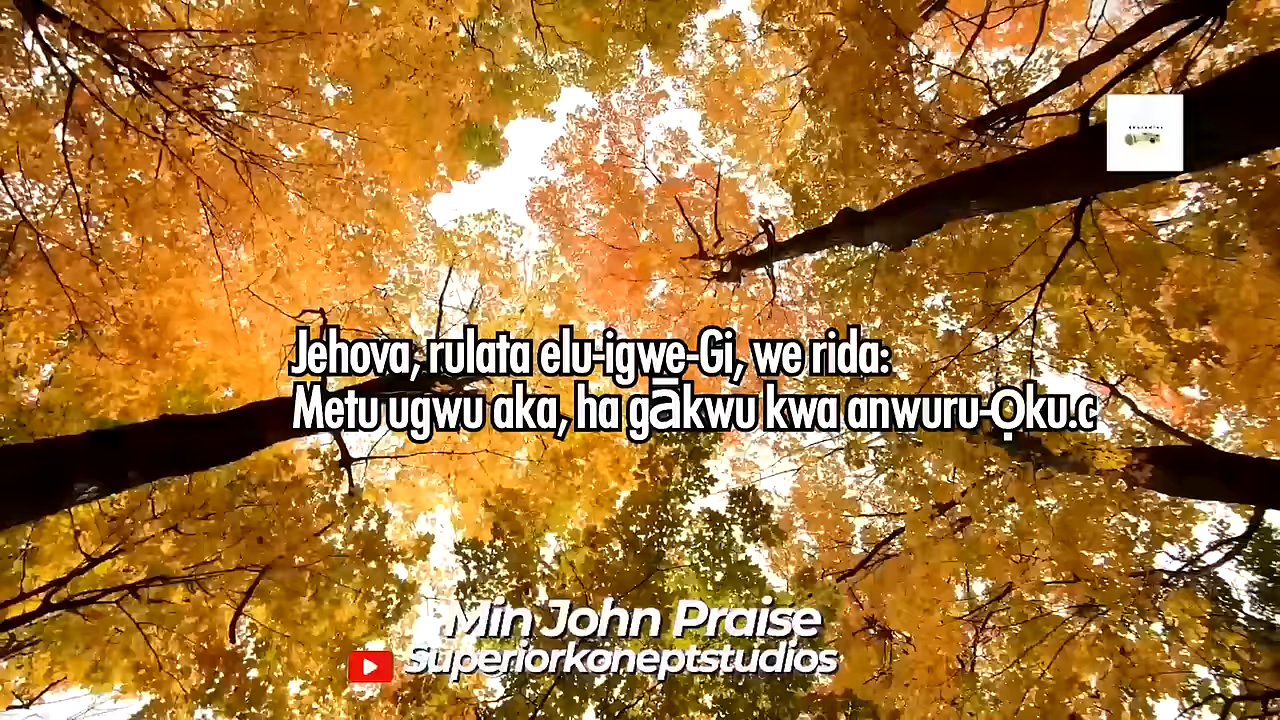 Jehova, rulata elu-igwe-Gi, we rida:
Metu ugwu aka, ha gākwu kwa anwuru-ọku.c
Min John Praise
Superiorkoneptstudios